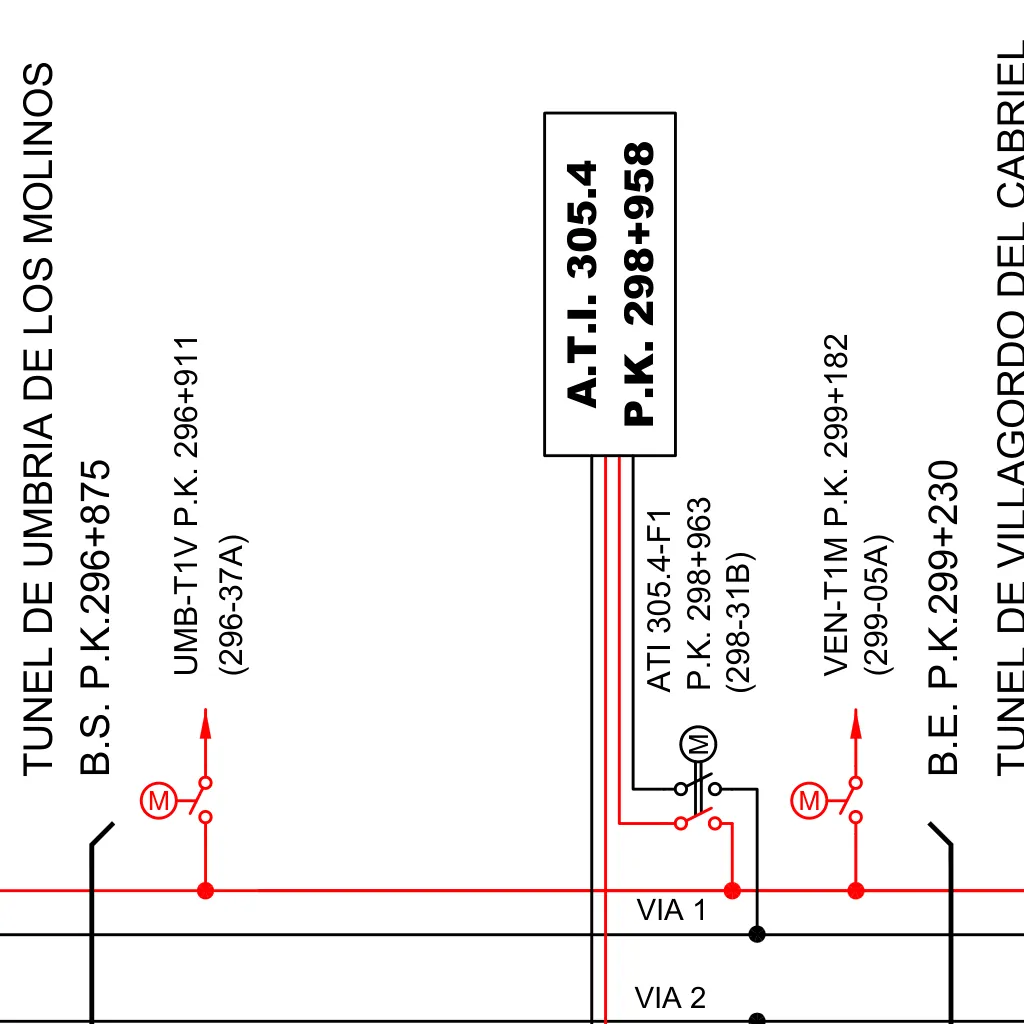 TUNEL DE UMBRIA DE LOS MOLINOS
B.S. P.K.296+875
UMB-T1V P.K. 296+911
(296-37A)
M
A.T.I. 305.4
P.K. 298+958
ATI 305.4-F1
P.K. 298+963
(298-31B)
M
VEN-T1M P.K. 299+182
(299-05A)
M
B.E. P.K.299+230
TUNEL DE VILLAGORDO DEL CABRIEL
VIA 1
VIA 2